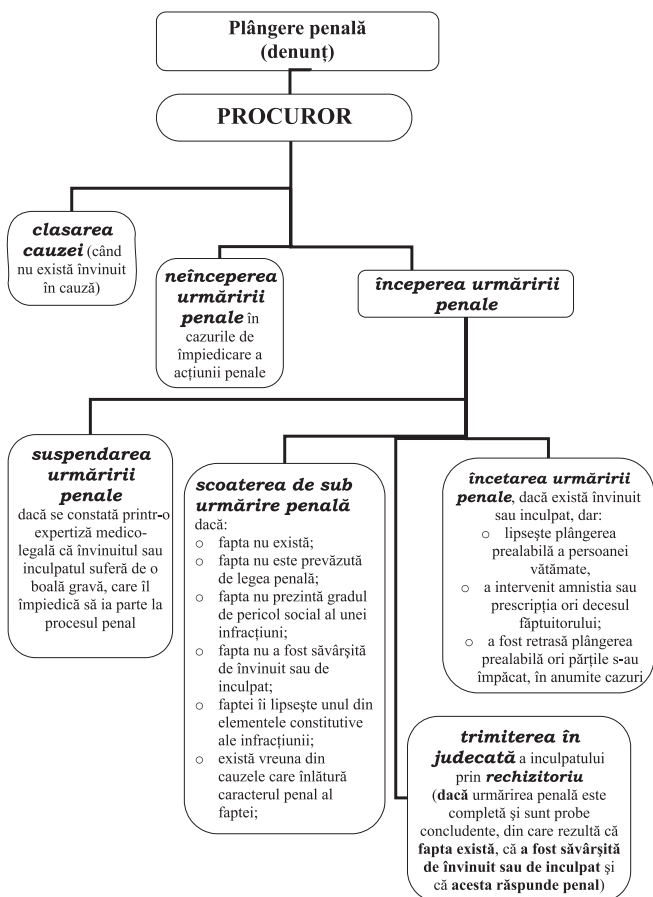 Plângere penală
(denunț)
PROCUROR
clasarea
cauzei (când
nu există învinuit
în cauză)
neînceperea
urmăririi
penale în
cazurile de
împiedicare a
acțiunii penale
începerea urmăririi
penale
suspendarea
urmăririi
penale
dacă se constată printr-o
expertiză medico-
legală că învinuitul sau
inculpatul suferă de o
boală gravă, care îl
împiedică să ia parte la
procesul penal
scoaterea de sub
urmărire penală
dacă:
o fapta nu există;
o fapta nu este prevăzută
de legea penală;
o fapta nu prezintă gradul
de pericol social al unei
infracțiuni;
o fapta nu a fost săvârşită
de învinuit sau de
inculpat;
o faptei îi lipseşte unul din
elementele constitutive
ale infracțiunii;
o există vreuna din
cauzele care înlătură
caracterul penal al
faptei;
încetarea urmăririi
penale, dacă există învinuit
sau inculpat, dar:
o lipseşte plângerea
prealabilă a persoanei
vătămate,
o a intervenit amnistia sau
prescripția ori decesul
făptuitorului;
o a fost retrasă plângerea
prealabilă ori părțile s-au
împăcat, în anumite cazuri
trimiterea în
judecată a inculpatului
prin rechizitoriu
(dacă urmărirea penală este
completă şi sunt probe
concludente, din care rezultă că
fapta există, că a fost săvârşită
de învinuit sau de inculpat şi
că acesta răspunde penal)